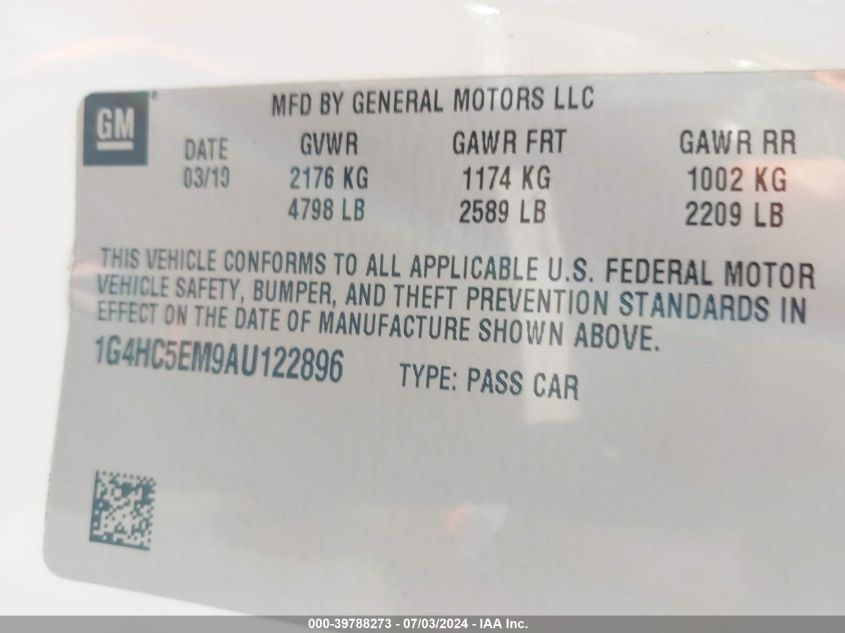 GM
MFD BY GENERAL MOTORS LLC
DATE GVWR GAWR FRT GAWR RR
03/10 2176 KG 1174 KG 1002 KG
4798 LB 2589 LB 2209 LB
THIS VEHICLE CONFORMS TO ALL APPLICABLE U.S. FEDERAL MOTOR
VEHICLE SAFETY, BUMPER, AND THEFT PREVENTION STANDARDS IN
EFFECT ON THE DATE OF MANUFACTURE SHOWN ABOVE.
1G4HC5EM9AU122896 TYPE: PASS CAR
000-39788273 - 07/03/2024 - IAA Inc.